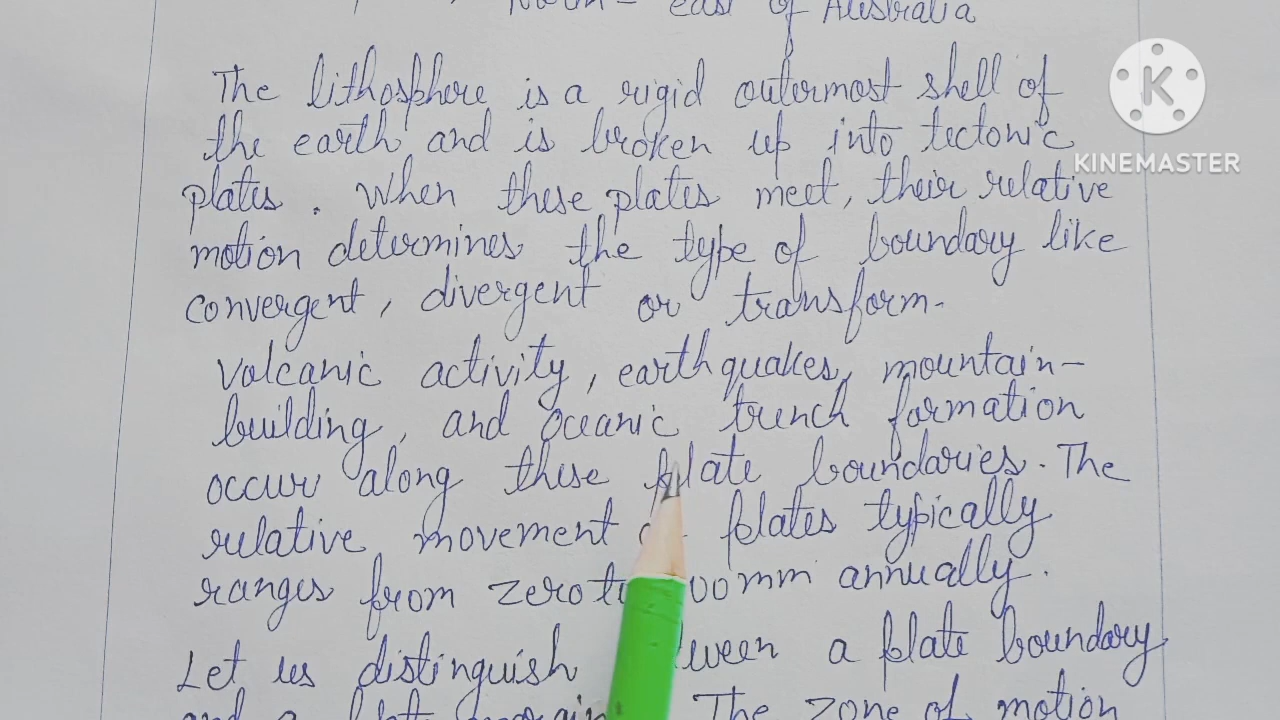 North - east of Australia
The lithosphere is a rigid outermost shell of
the earth and is broken up into tectonic
plates. When these plates meet, their relative
motion determines the type of boundary like
convergent, divergent or transform.
Volcanic activity, earthquakes, mountain-
building, and oceanic trench formation
occur along these plate boundaries. The
relative movement plates typically
ranges from zero to mm annually.
Let us distinguish a plate boundary
and a The zone of motion
K
KINEMASTER